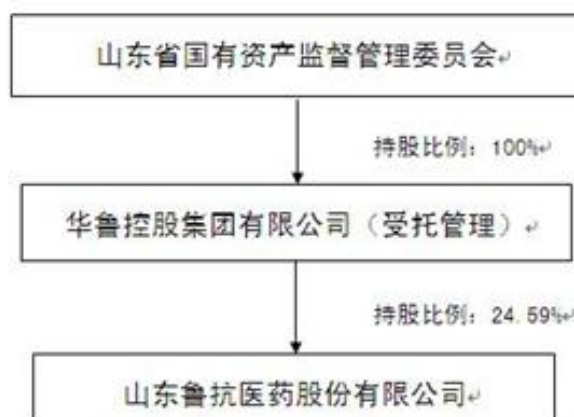 山东省国有资产监督管理委员会
持股比例：100%
华鲁控股集团有限公司（受托管理）
持股比例：24.59%
山东鲁抗医药股份有限公司